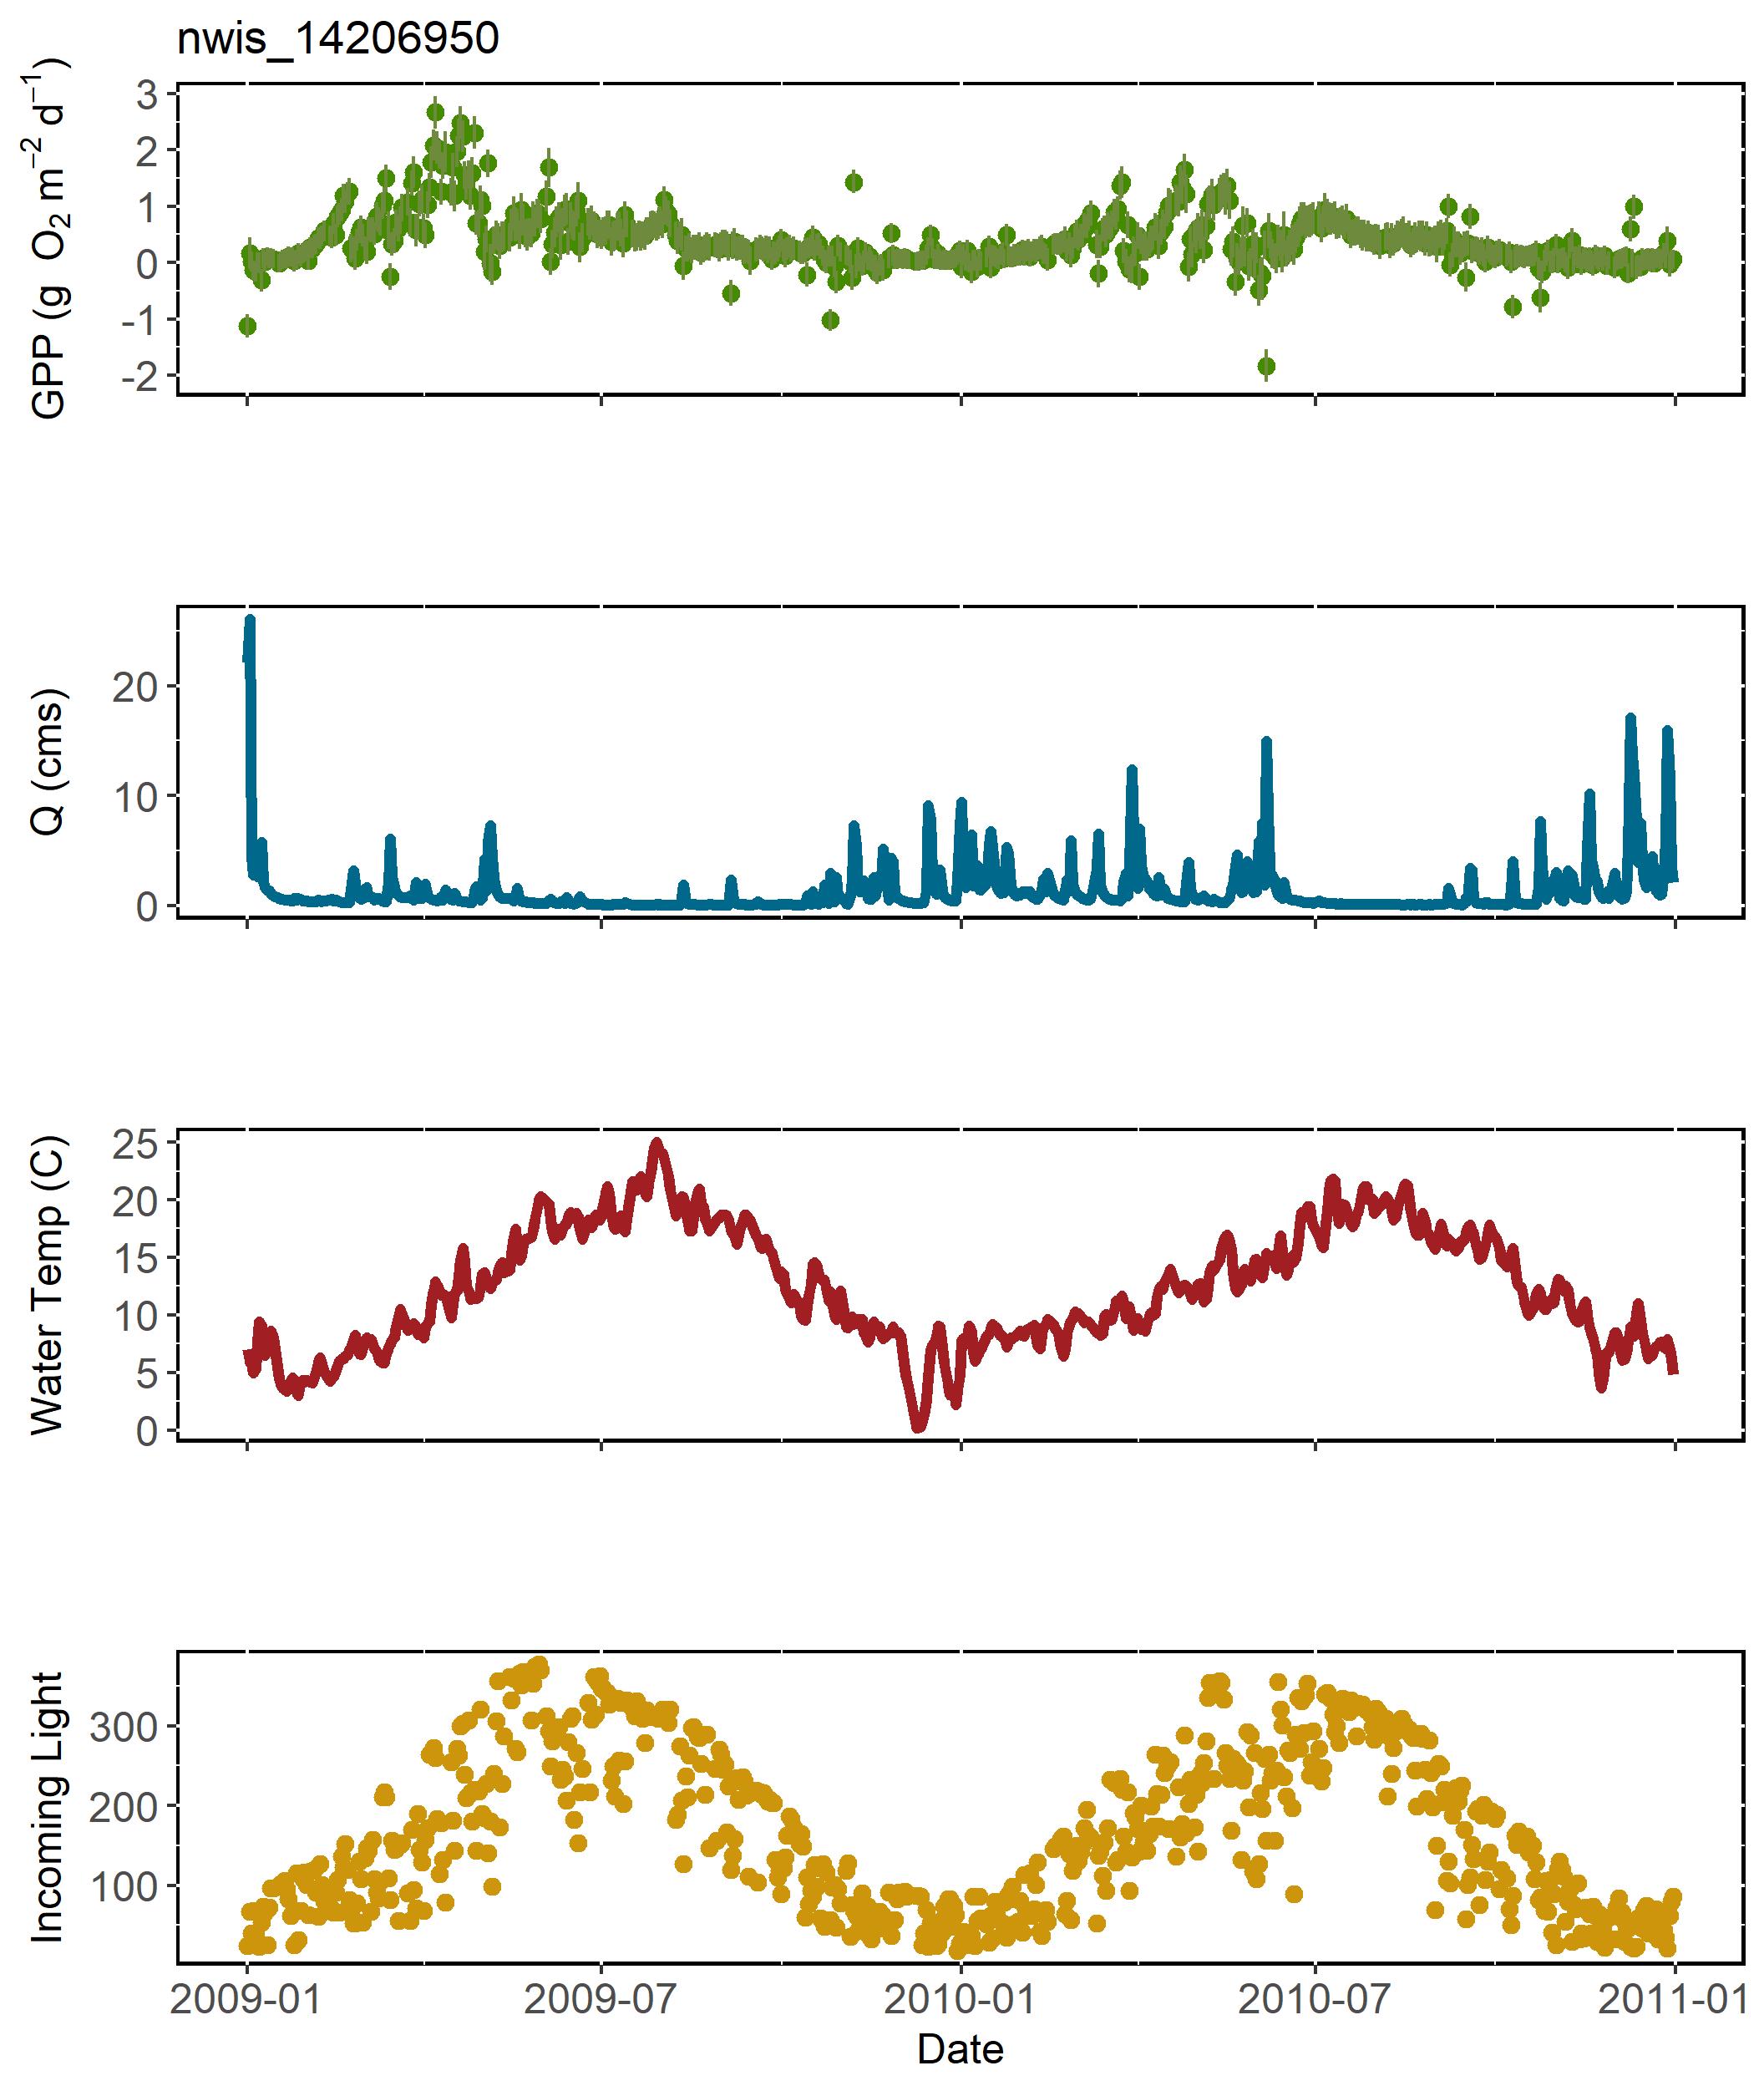 nwis_14206950
GPP (g O₂ m⁻² d⁻¹)
3
2
1
0
-1
-2
Q (cms)
20
10
0
Water Temp (C)
25
20
15
10
5
0
Incoming Light
300
200
100
2009-01 2009-07 2010-01 2010-07 2011-01
Date